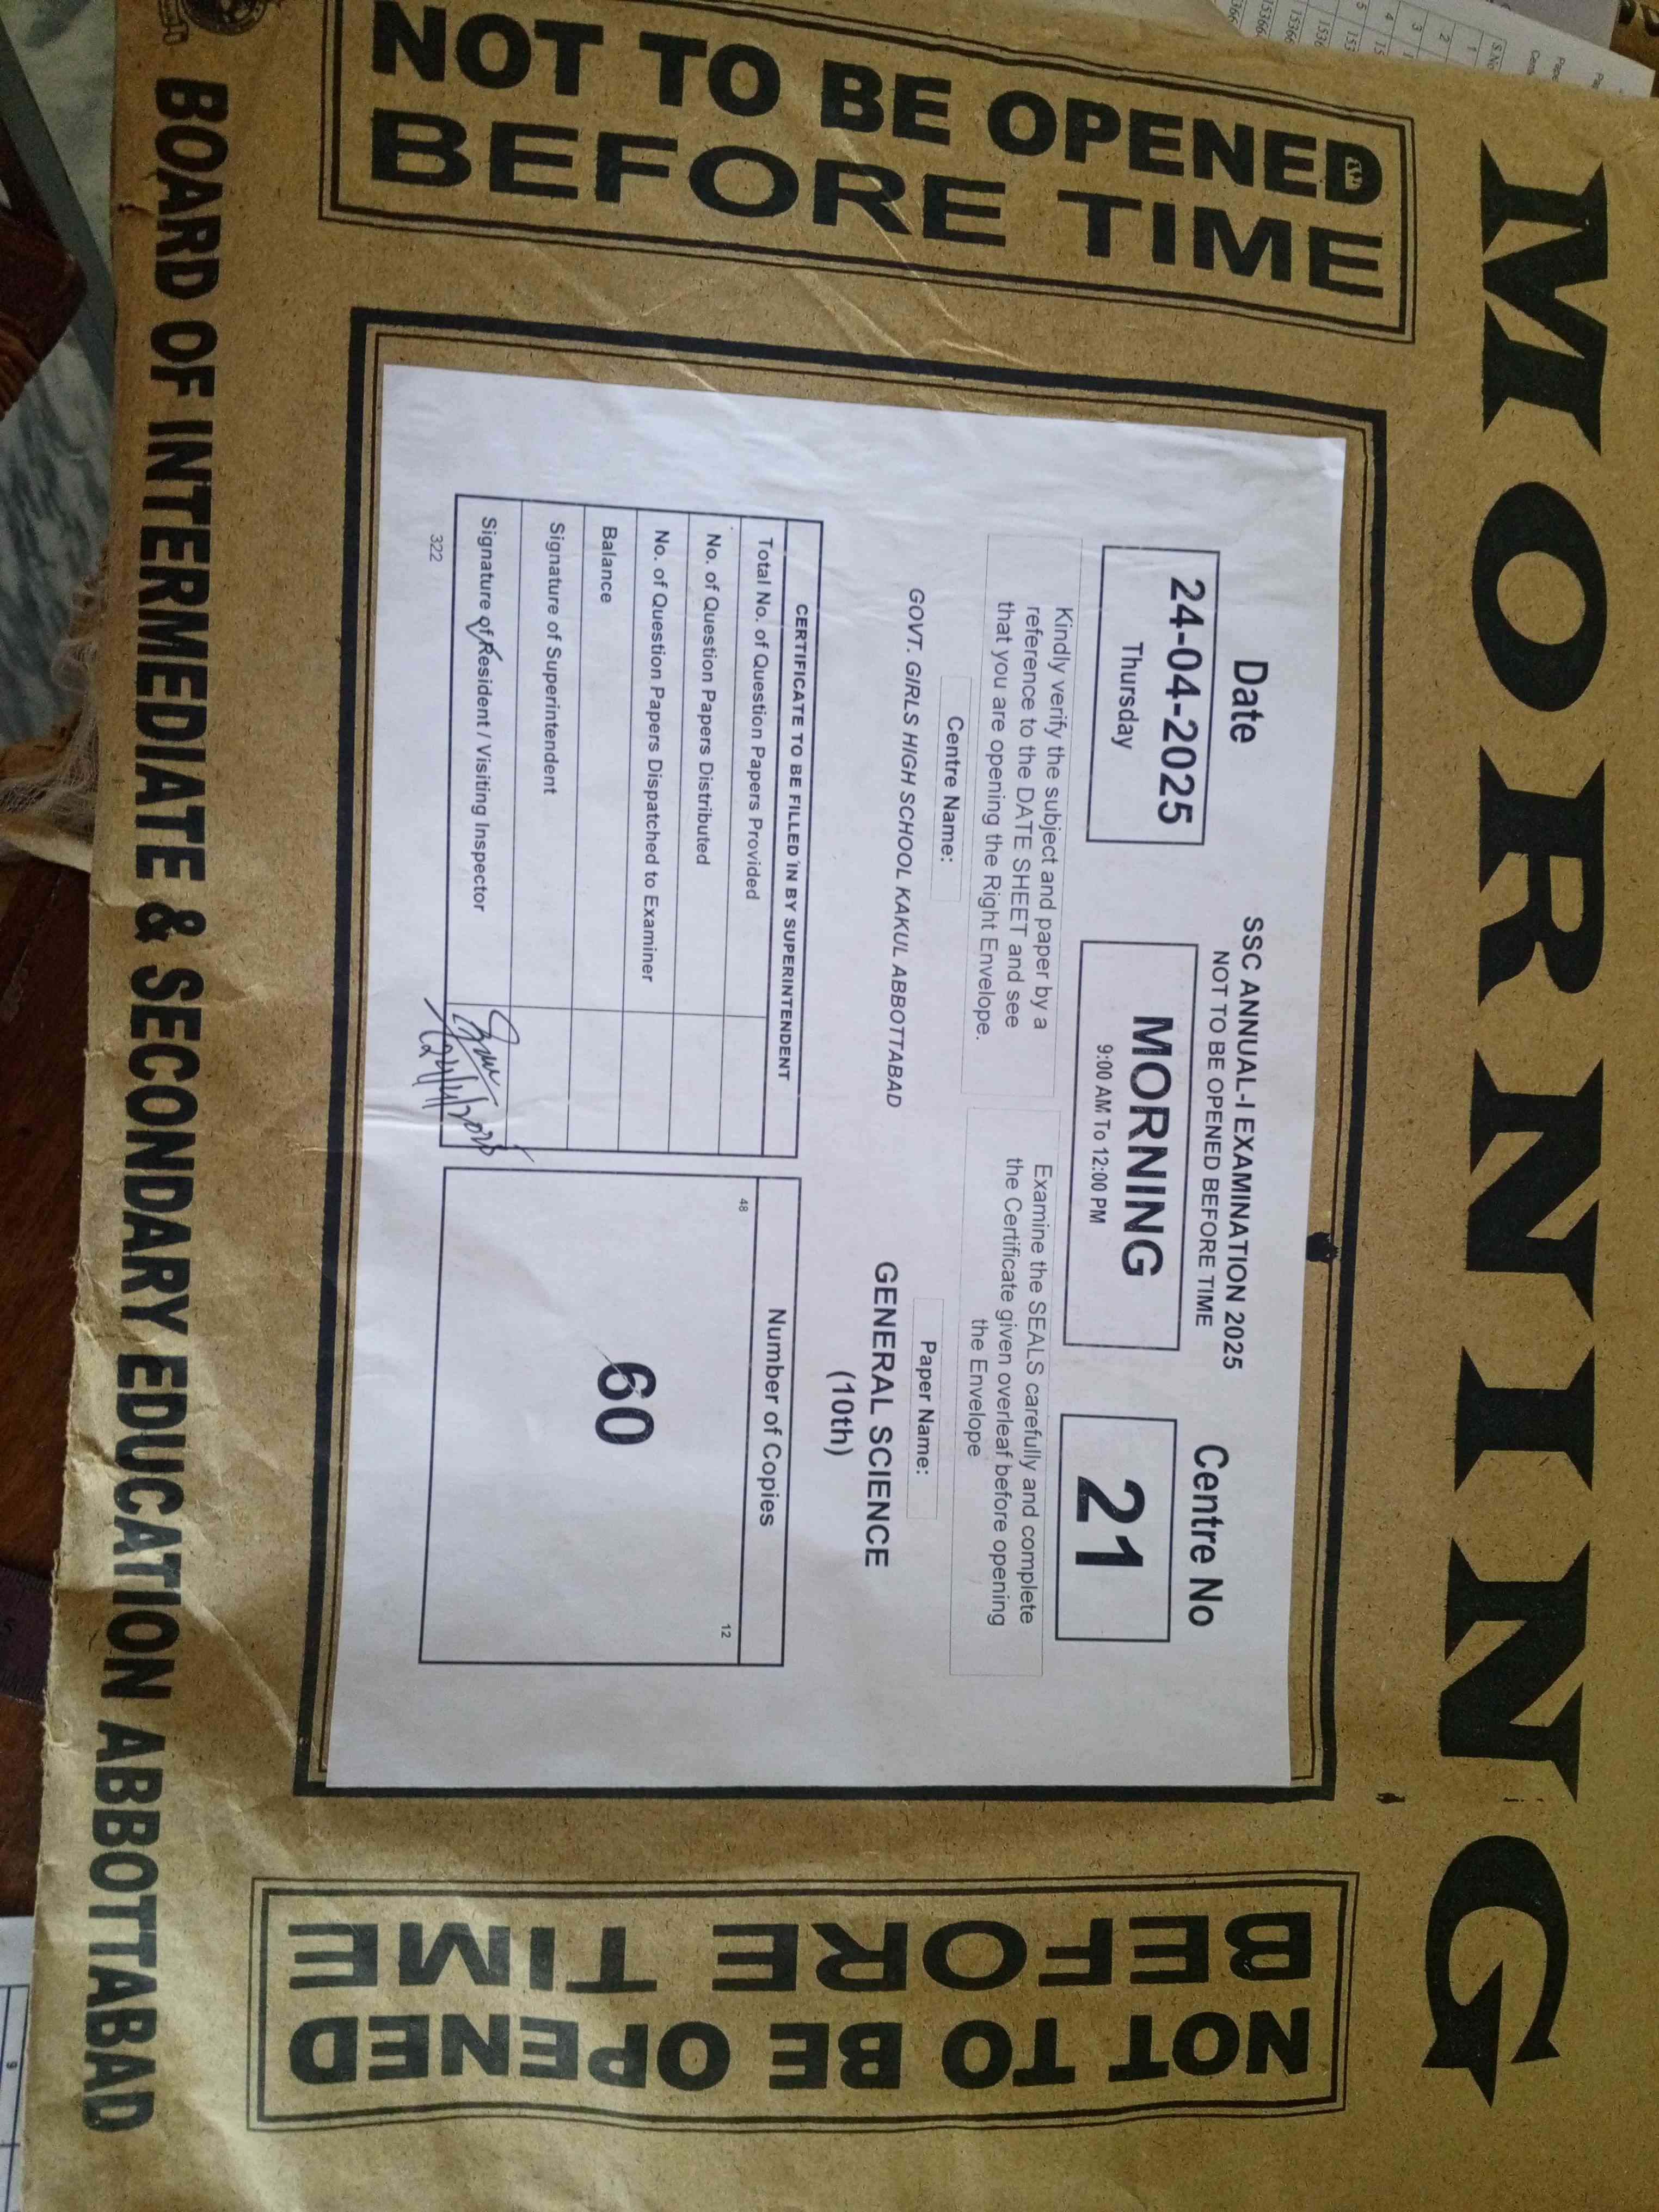 MORNING
NOT TO BE OPENED
BEFORE TIME
Date
24-04-2025
Thursday
SSC ANNUAL-I EXAMINATION 2025
NOT TO BE OPENED BEFORE TIME
MORNING
9:00 AM To 12:00 PM
Centre No
21
Kindly verify the subject and paper by a
reference to the DATE SHEET and see
that you are opening the Right Envelope.
Examine the SEALS carefully and complete
the Certificate given overleaf before opening
the Envelope
Centre Name:
GOVT. GIRLS HIGH SCHOOL KAKUL ABBOTTABAD
Paper Name:
GENERAL SCIENCE
(10th)
CERTIFICATE TO BE FILLED IN BY SUPERINTENDENT
Total No. of Question Papers Provided
No. of Question Papers Distributed
No. of Question Papers Dispatched to Examiner
Balance
Signature of Superintendent
Signature of Resident / Visiting Inspector
322
Number of Copies
48
12
60
NOT TO BE OPENED
BEFORE TIME
BOARD OF INTERMEDIATE & SECONDARY EDUCATION ABBOTTABAD